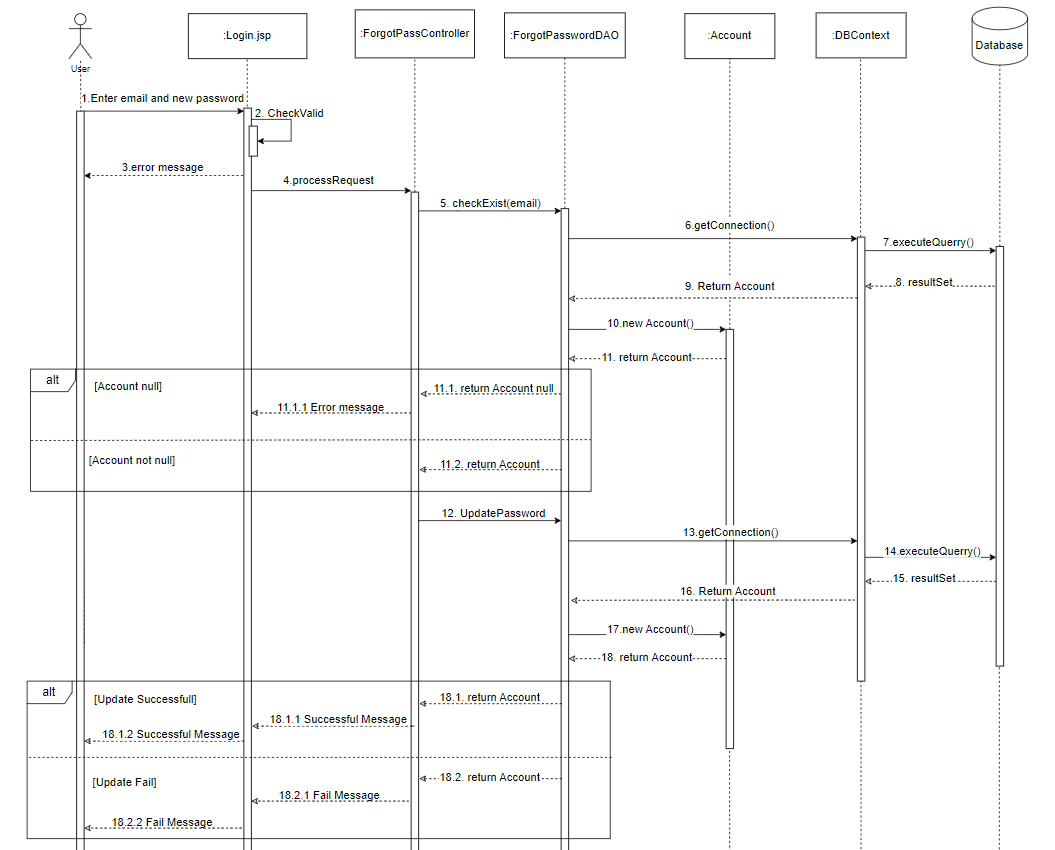 User
:Login.jsp
:ForgotPassController
:ForgotPasswordDAO
:Account
:DBContext
Database
1.Enter email and new password
2. CheckValid
3.error message
4.processRequest
5. checkExist(email)
6.getConnection()
7.executeQuerry()
8. resultSet
9. Return Account
10.new Account()
11. return Account
alt
[Account null]
11.1. return Account null
11.1.1 Error message
[Account not null]
11.2. return Account
12. UpdatePassword
13.getConnection()
14.executeQuerry()
15. resultSet
16. Return Account
17.new Account()
18. return Account
alt
[Update Successfull]
18.1. return Account
18.1.1 Successful Message
18.1.2 Successful Message
[Update Fail]
18.2. return Account
18.2.1 Fail Message
18.2.2 Fail Message